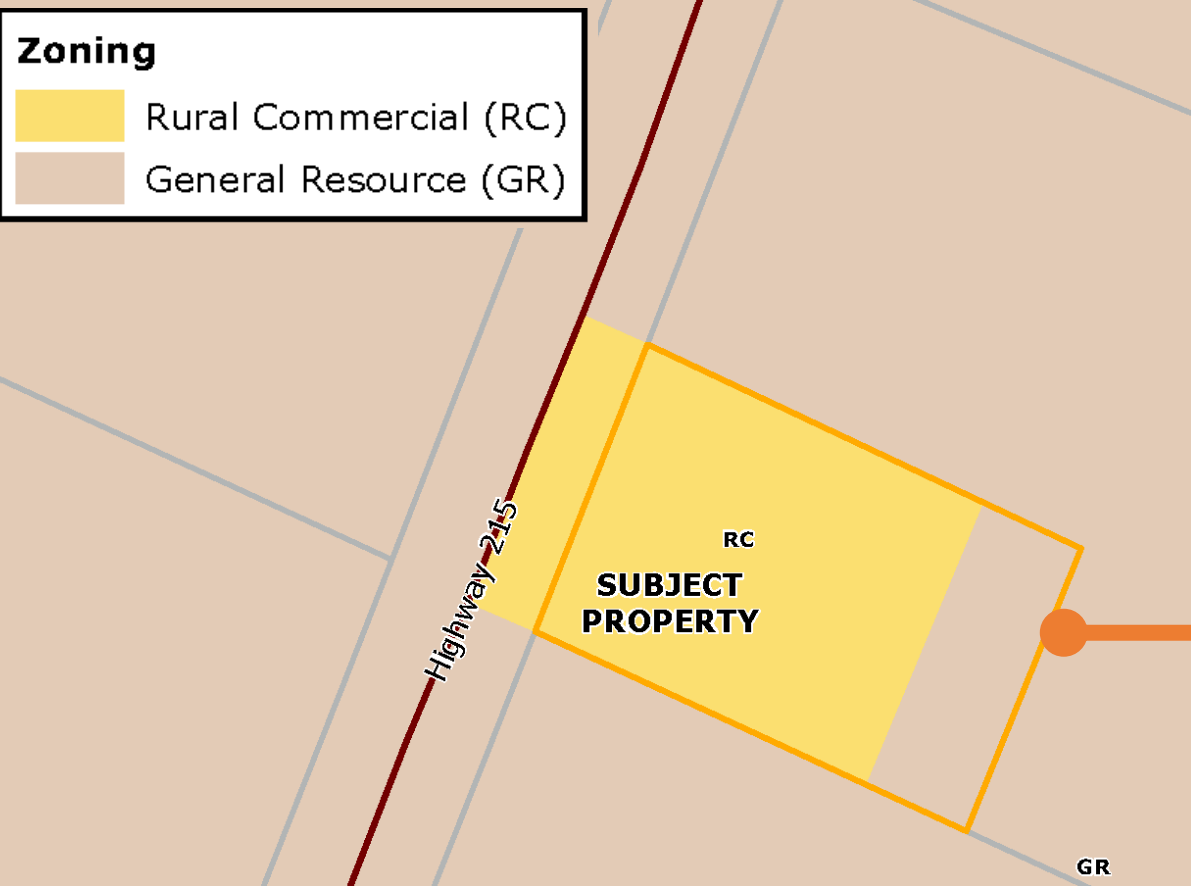 Zoning
Rural Commercial (RC)
General Resource (GR)
Highway 215
RC
SUBJECT
PROPERTY
GR